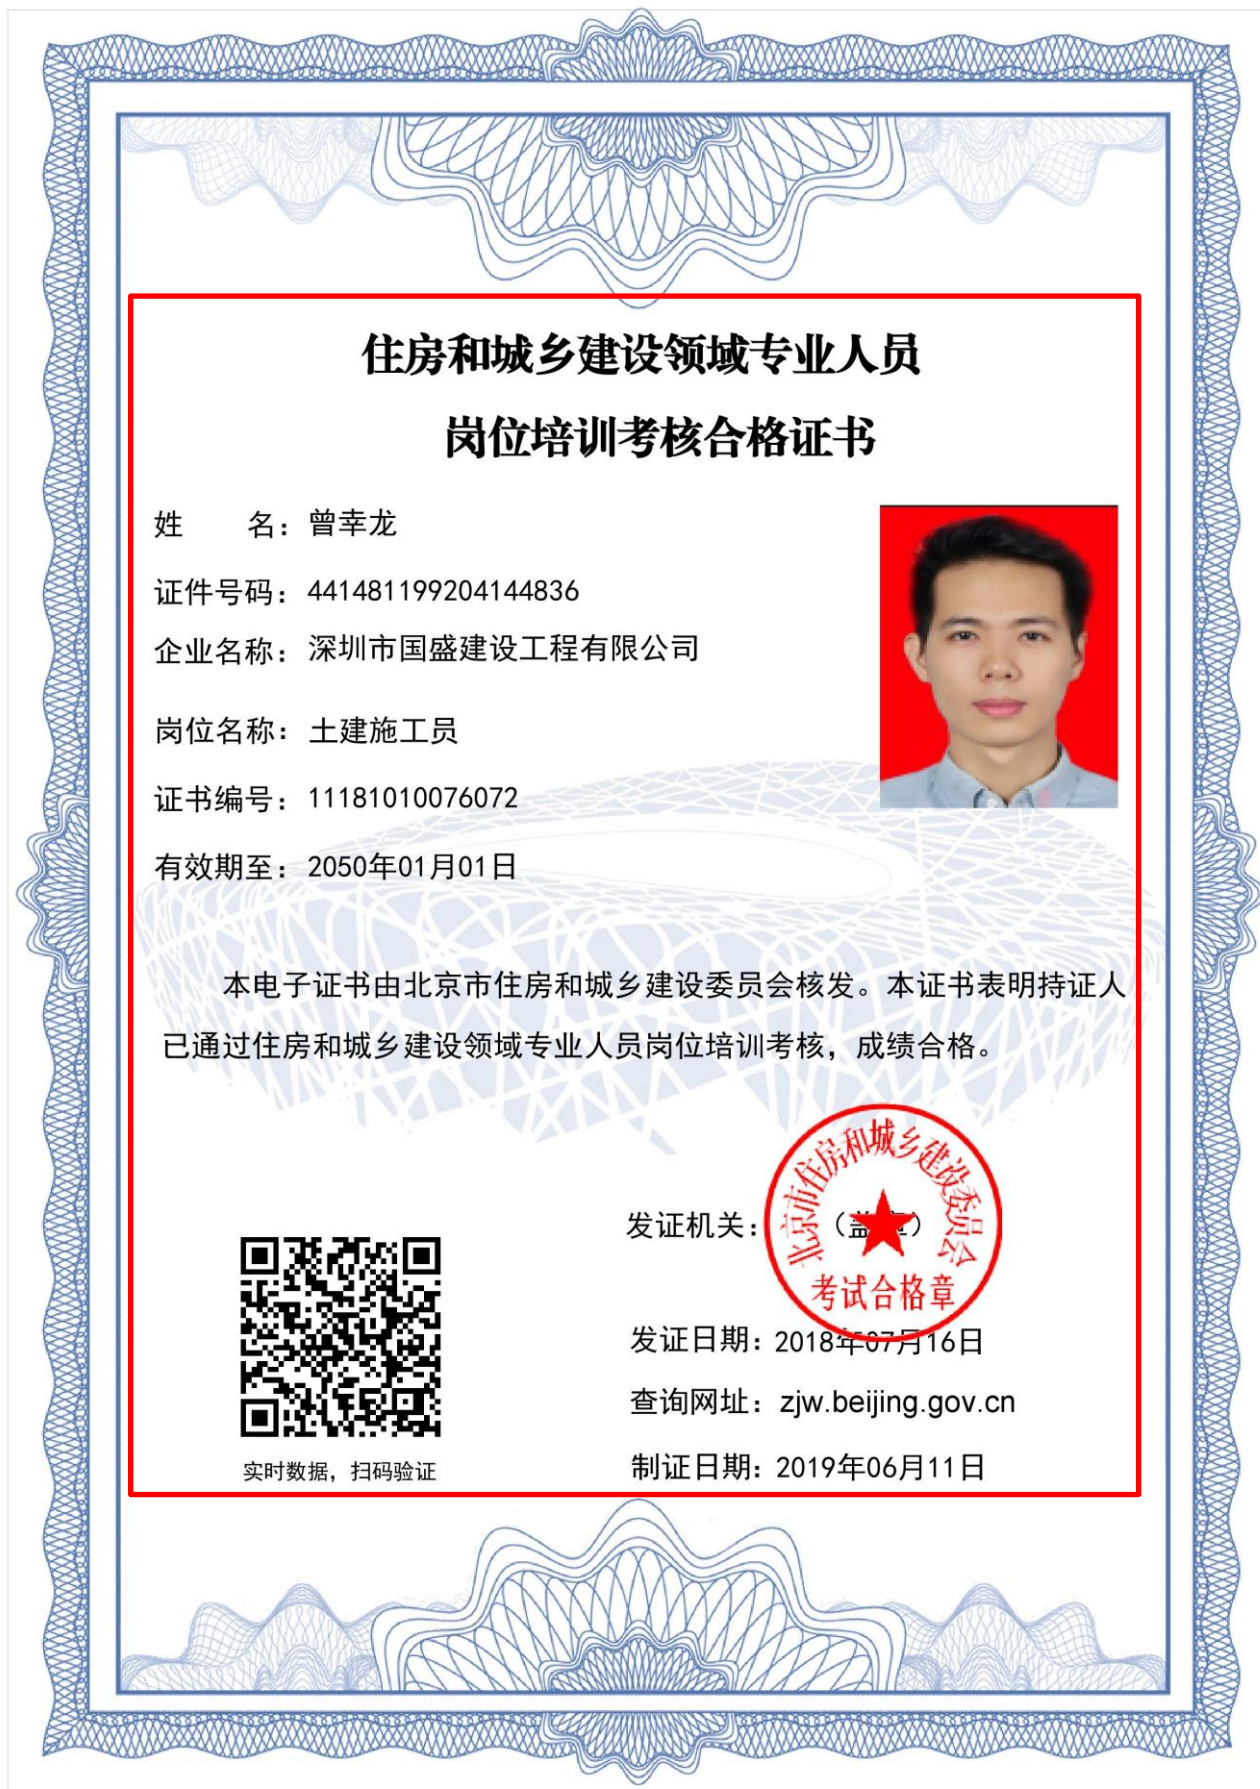 住房和城乡建设领域专业人员
岗位培训考核合格证书
姓 名：曾幸龙
证件号码：441481199204144836
企业名称：深圳市国盛建设工程有限公司
岗位名称：土建施工员
证书编号：11181010076072
有效期至：2050年01月01日
本电子证书由北京市住房和城乡建设委员会核发。本证书表明持证人
已通过住房和城乡建设领域专业人员岗位培训考核，成绩合格。
北京市住房和城乡建设委员会
发证机关：（盖章）
考试合格章
发证日期：2018年07月16日
查询网址：zjw.beijing.gov.cn
制证日期：2019年06月11日
实时数据，扫码验证